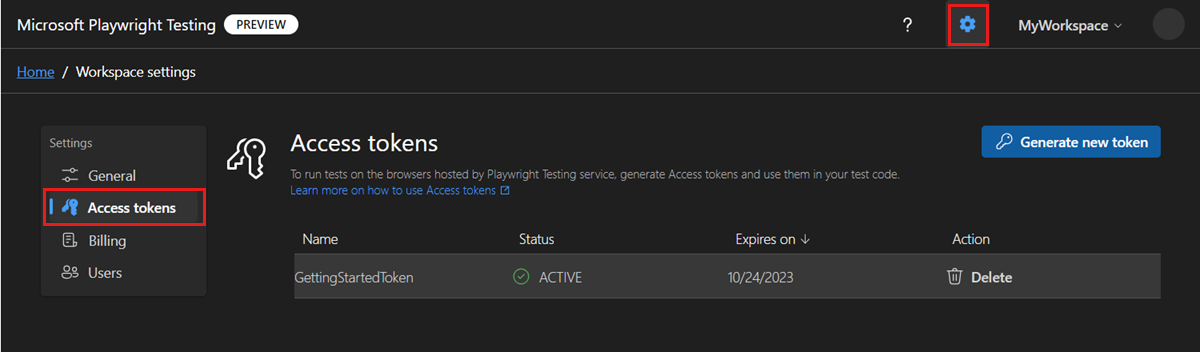 Microsoft Playwright Testing PREVIEW ? MyWorkspace
Home / Workspace settings
Settings
General
Access tokens
Billing
Users
Access tokens
Generate new token
To run tests on the browsers hosted by Playwright Testing service, generate Access tokens and use them in your test code.
Learn more on how to use Access tokens
Name Status Expires on Action
GettingStartedToken ACTIVE 10/24/2023 Delete